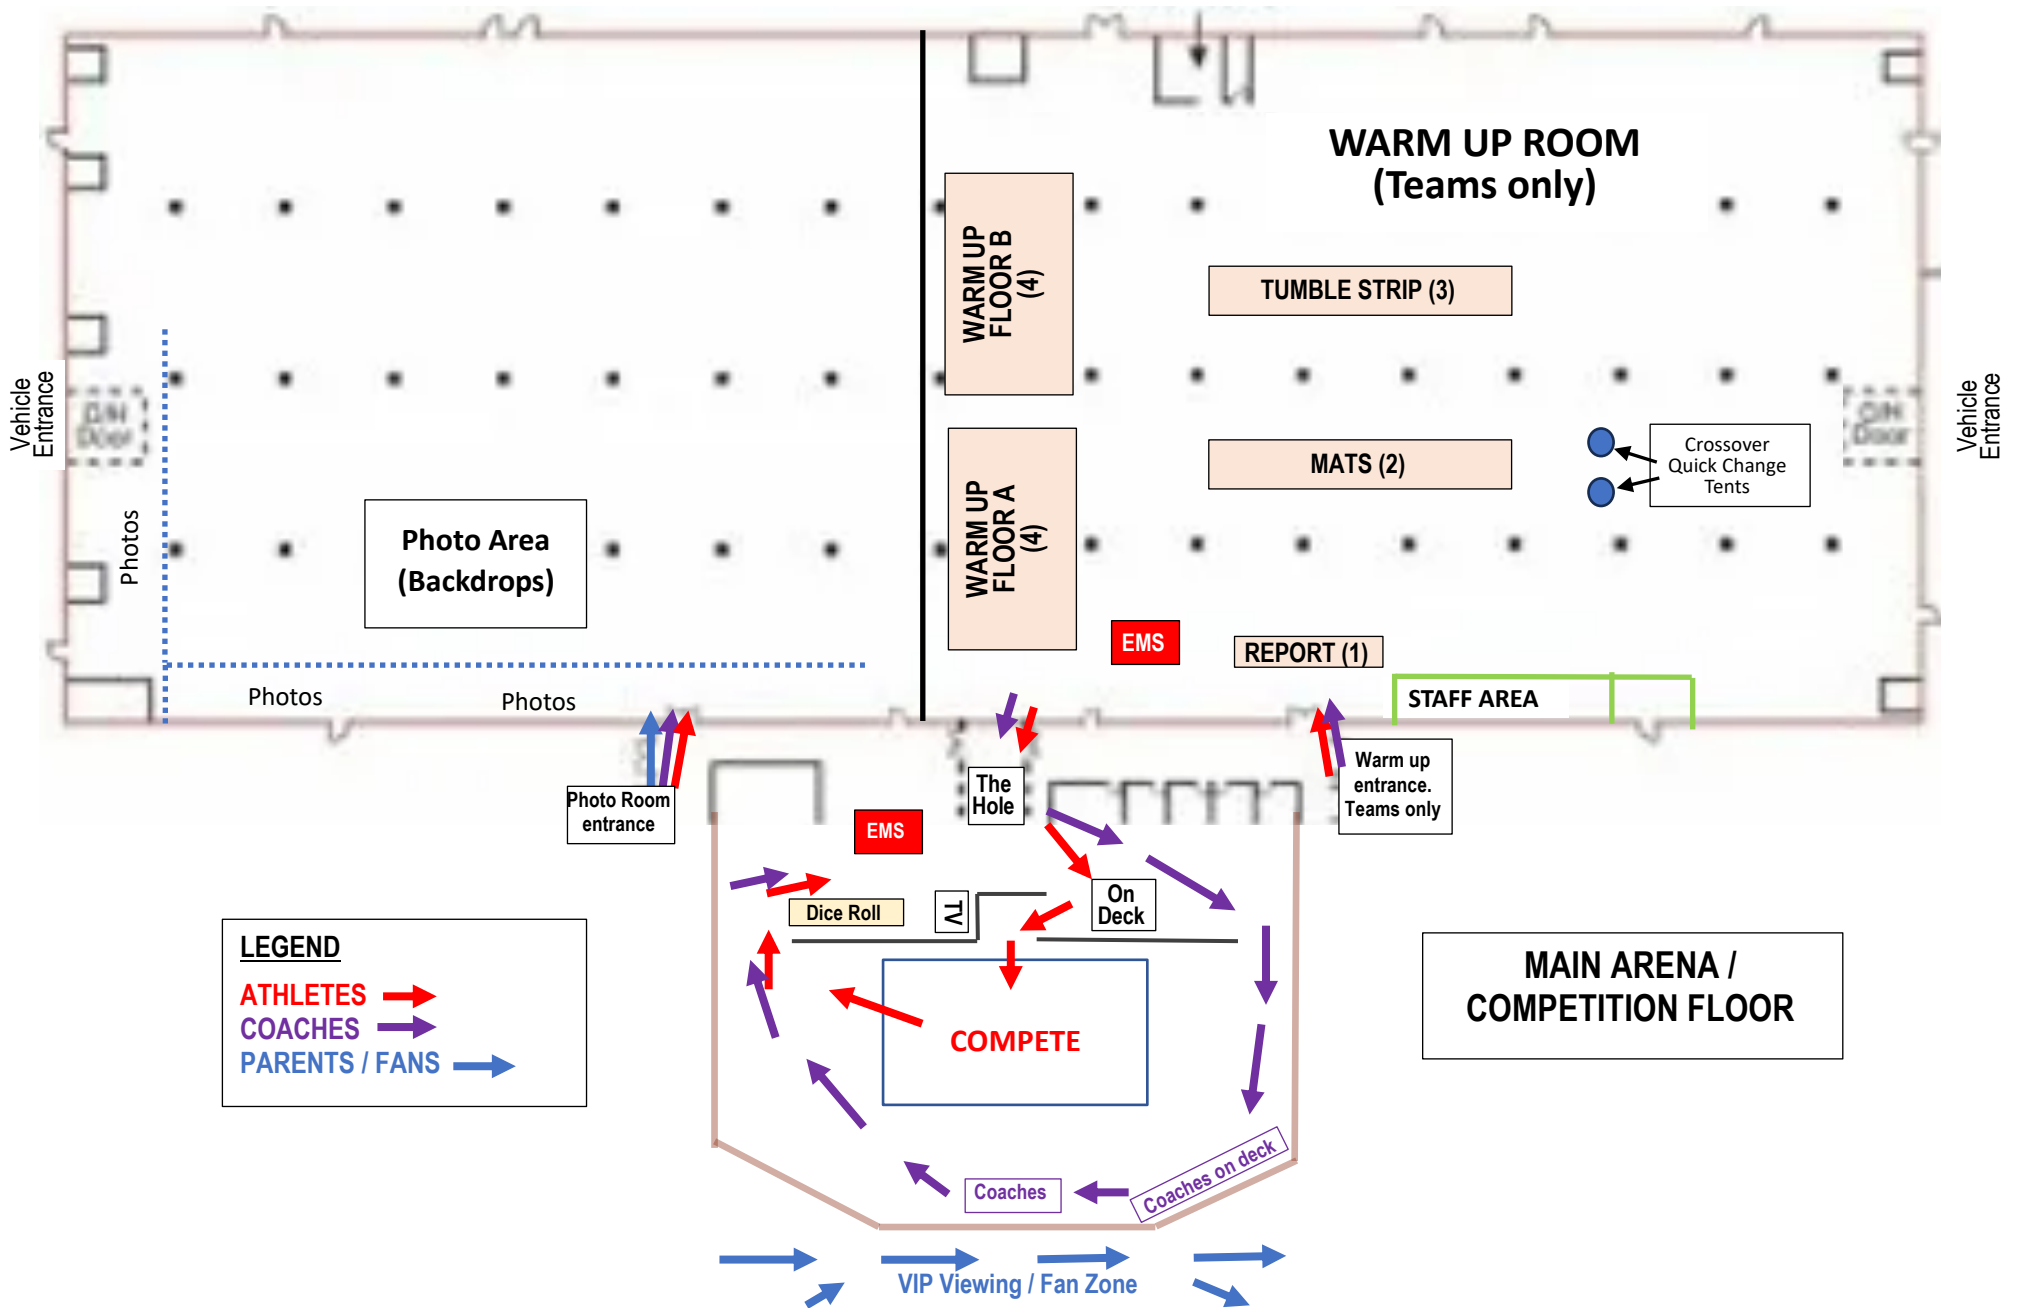 WARM UP ROOM
(Teams only)
WARM UP
FLOOR B
(4)
TUMBLE STRIP (3)
Vehicle
Entrance
O/H
Door
MATS (2)
Crossover
Quick Change
Tents
O/H
Door
Vehicle
Entrance
Photos
Photo Area
(Backdrops)
WARM UP
FLOOR A
(4)
EMS
REPORT (1)
Photos
Photos
STAFF AREA
Photo Room
entrance
The
Hole
Warm up
entrance.
Teams only
EMS
Dice Roll
TV
On
Deck
LEGEND
ATHLETES
COACHES
PARENTS / FANS
MAIN ARENA /
COMPETITION FLOOR
COMPETE
Coaches on deck
Coaches
VIP Viewing / Fan Zone